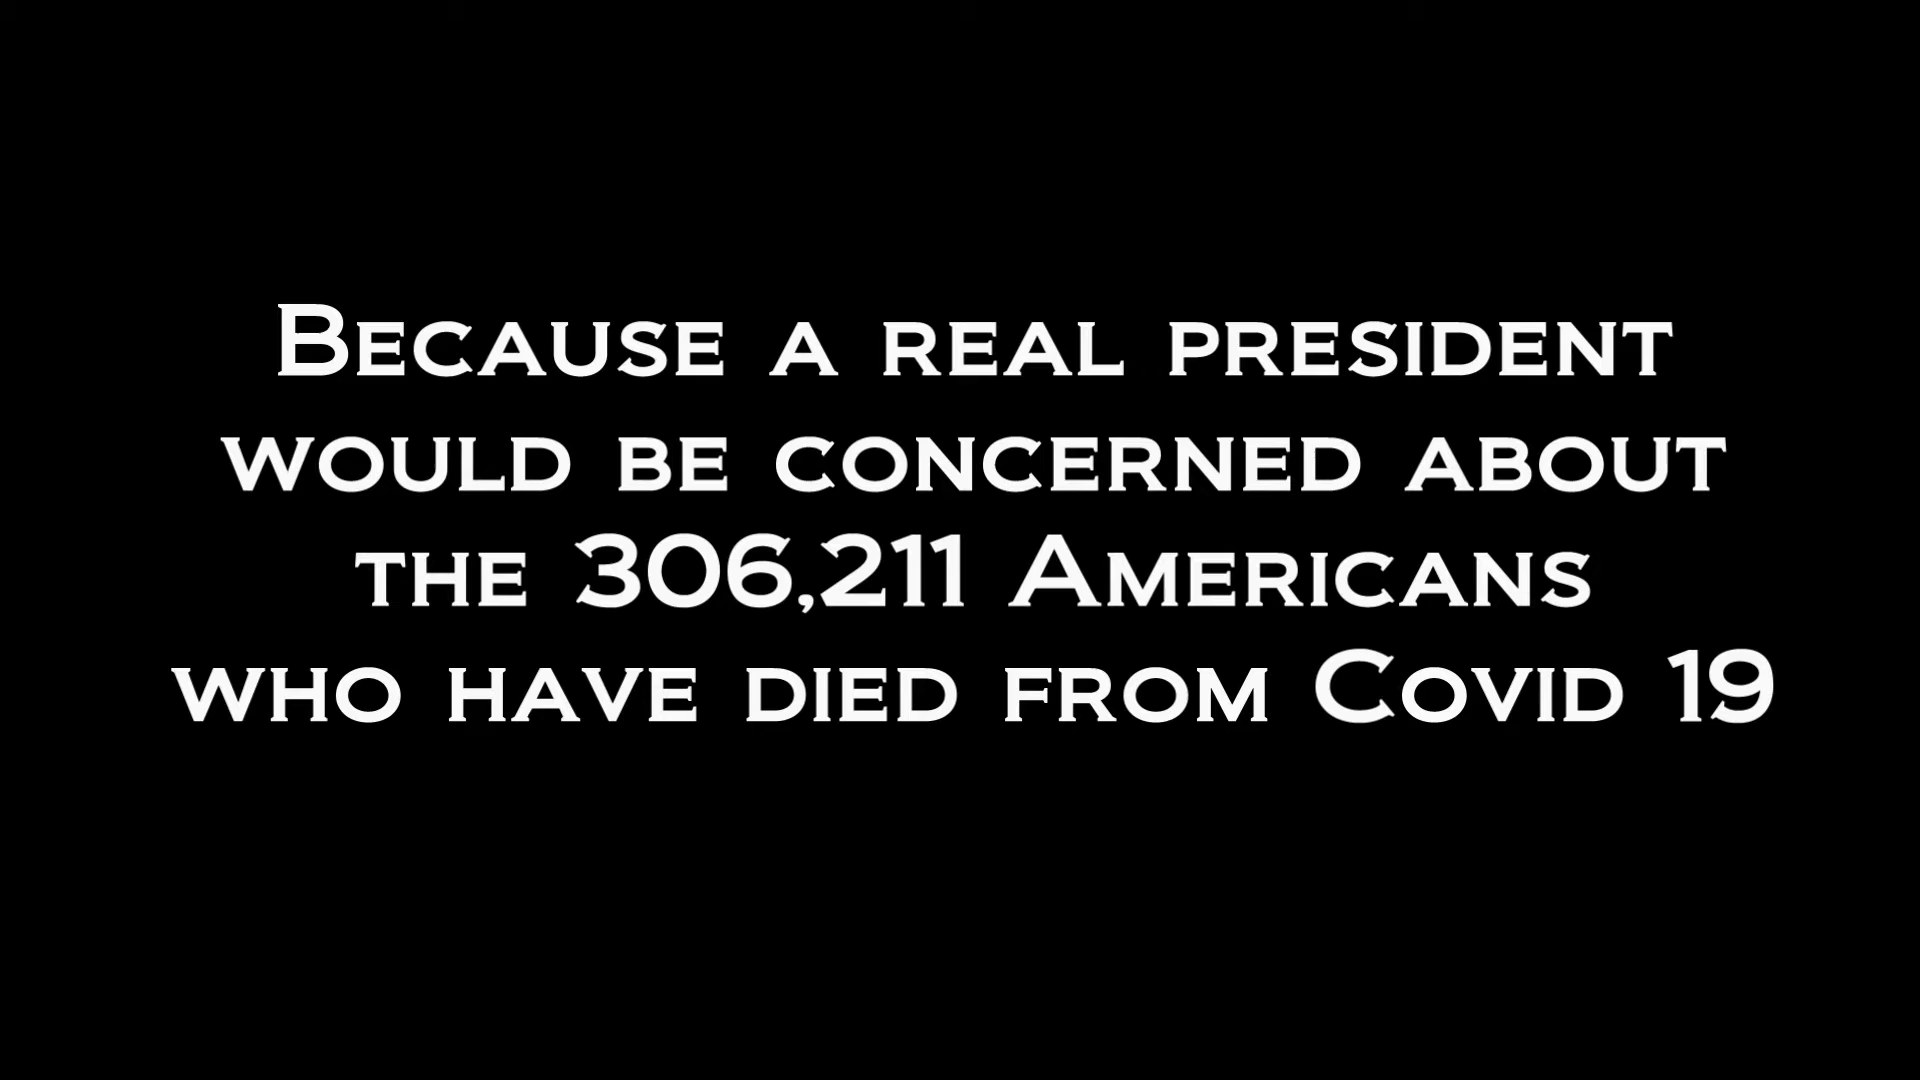 Because a real president
would be concerned about
the 306,211 Americans
who have died from Covid 19